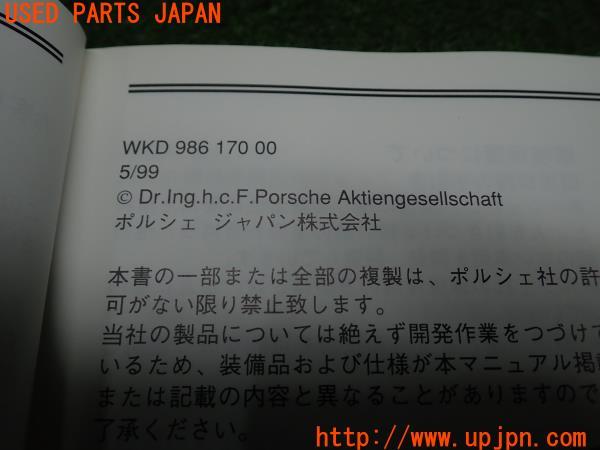 USED PARTS JAPAN
WKD 986 170 00
5/99
© Dr.Ing.h.c.F.Porsche Aktiengesellschaft
ポルシェ ジャパン株式会社
本書の一部または全部の複製は、ポルシェ社の許
可がない限り禁止致します。
当社の製品については絶えず開発作業をつづけて
いるため、装備品および仕様が本マニュアル掲載
または記載の内容と異なることがありますので
了承ください。
http://www.upjpn.com/